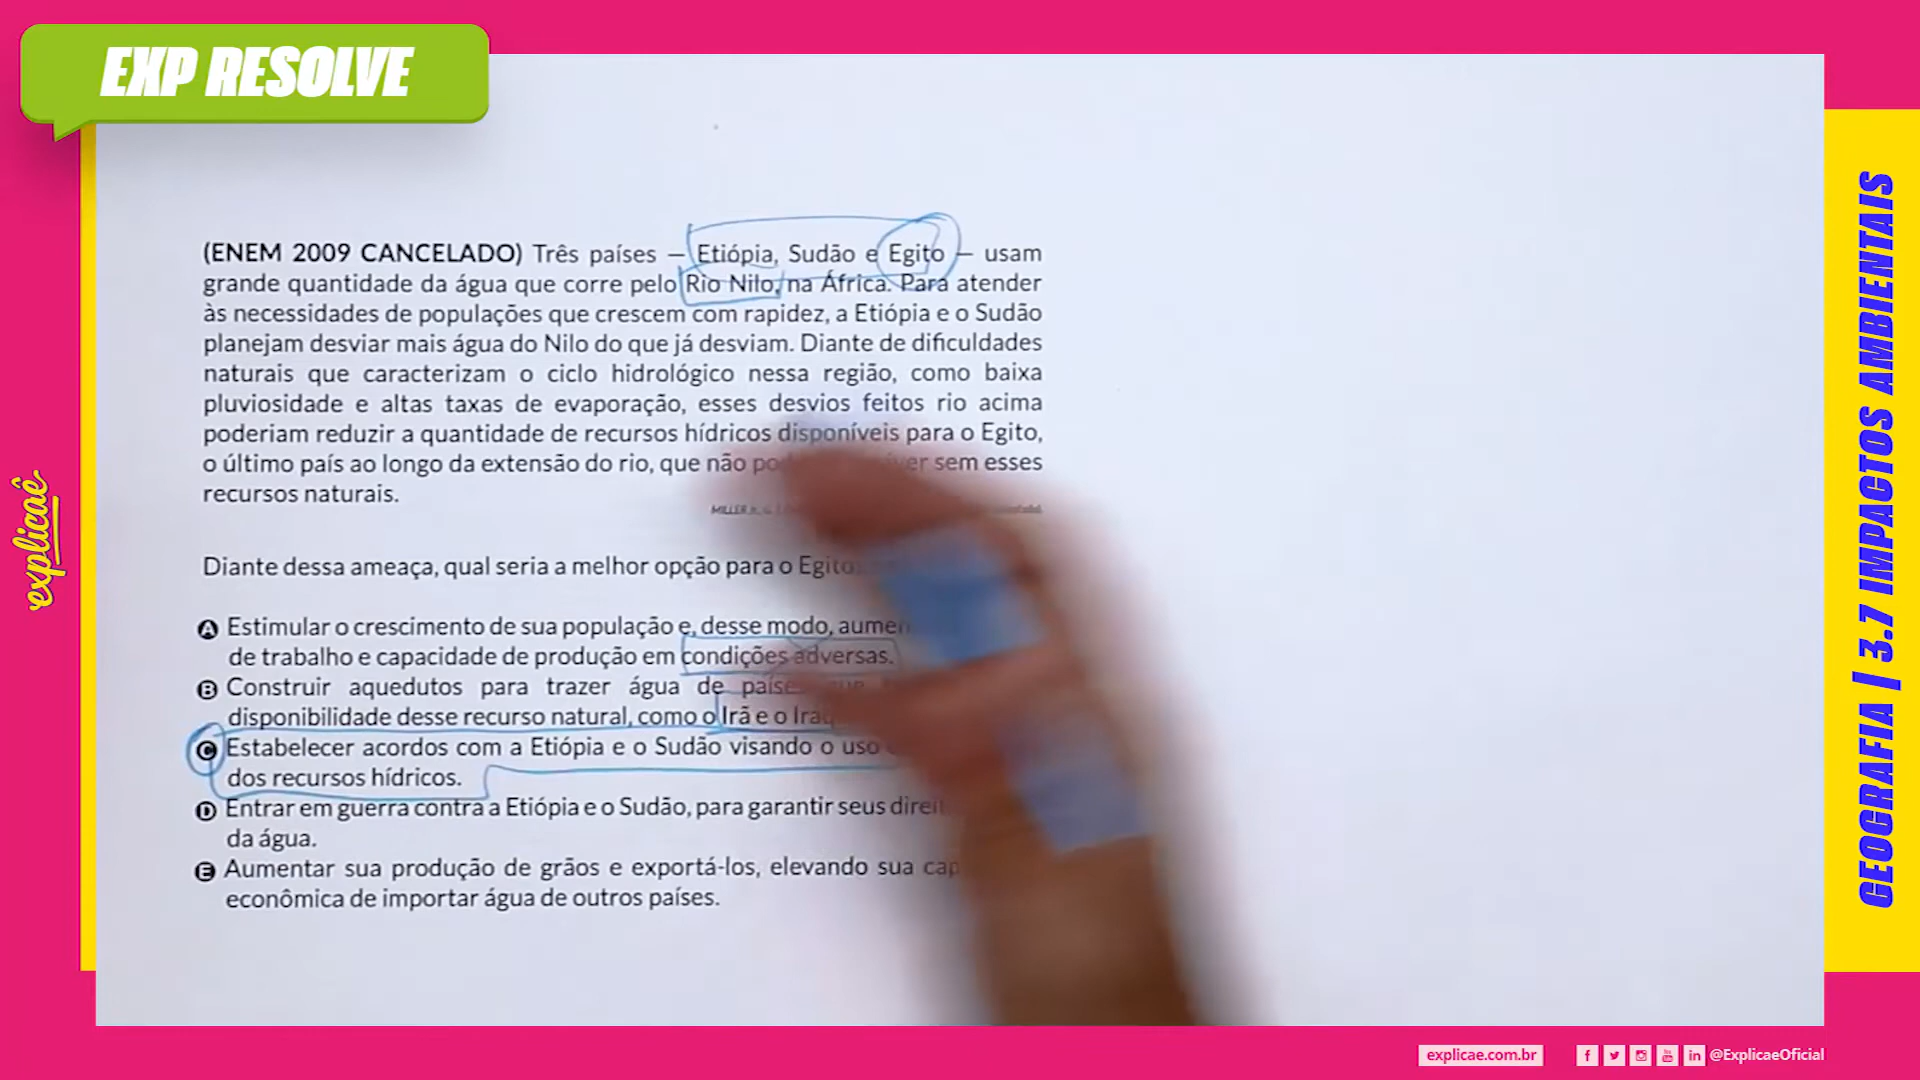 EXP RESOLVE
(ENEM 2009 CANCELADO) Três países — Etiópia, Sudão e Egito — usam
grande quantidade da água que corre pelo Rio Nilo, na África. Para atender
às necessidades de populações que crescem com rapidez, a Etiópia e o Sudão
planejam desviar mais água do Nilo do que já desviam. Diante de dificuldades
naturais que caracterizam o ciclo hidrológico nessa região, como baixa
pluviosidade e altas taxas de evaporação, esses desvios feitos rio acima
poderiam reduzir a quantidade de recursos hídricos disponíveis para o Egito,
o último país ao longo da extensão do rio, que não sem esses
recursos naturais.
MILLER
Diante dessa ameaça, qual seria a melhor opção para o Egito
A Estimular o crescimento de sua população e, desse modo,
de trabalho e capacidade de produção em condições adversas.
B Construir aquedutos para trazer água de
disponibilidade desse recurso natural, como o Irã e o
C Estabelecer acordos com a Etiópia e o Sudão visando o uso
dos recursos hídricos.
D Entrar em guerra contra a Etiópia e o Sudão, para garantir seus
da água.
E Aumentar sua produção de grãos e exportá-los, elevando sua
econômica de importar água de outros países.
explicaê
GEOGRAFIA | 3.7 IMPACTOS AMBIENTAIS
explicae.com.br
@ExplicaeOficial